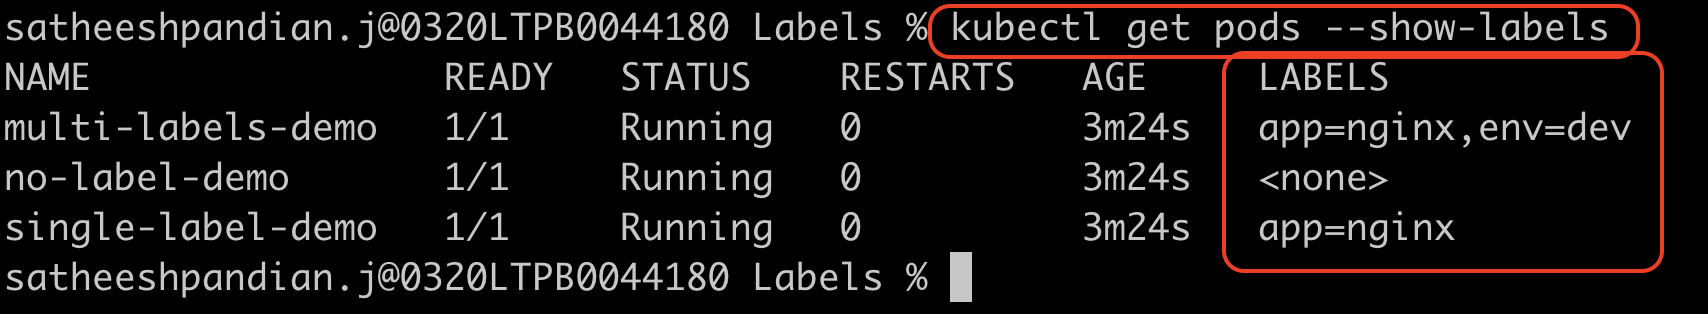 satheeshpandian.j@0320LTPB0044180 Labels % kubectl get pods --show-labels
NAME READY STATUS RESTARTS AGE LABELS
multi-labels-demo 1/1 Running 0 3m24s app=nginx,env=dev
no-label-demo 1/1 Running 0 3m24s <none>
single-label-demo 1/1 Running 0 3m24s app=nginx
satheeshpandian.j@0320LTPB0044180 Labels %